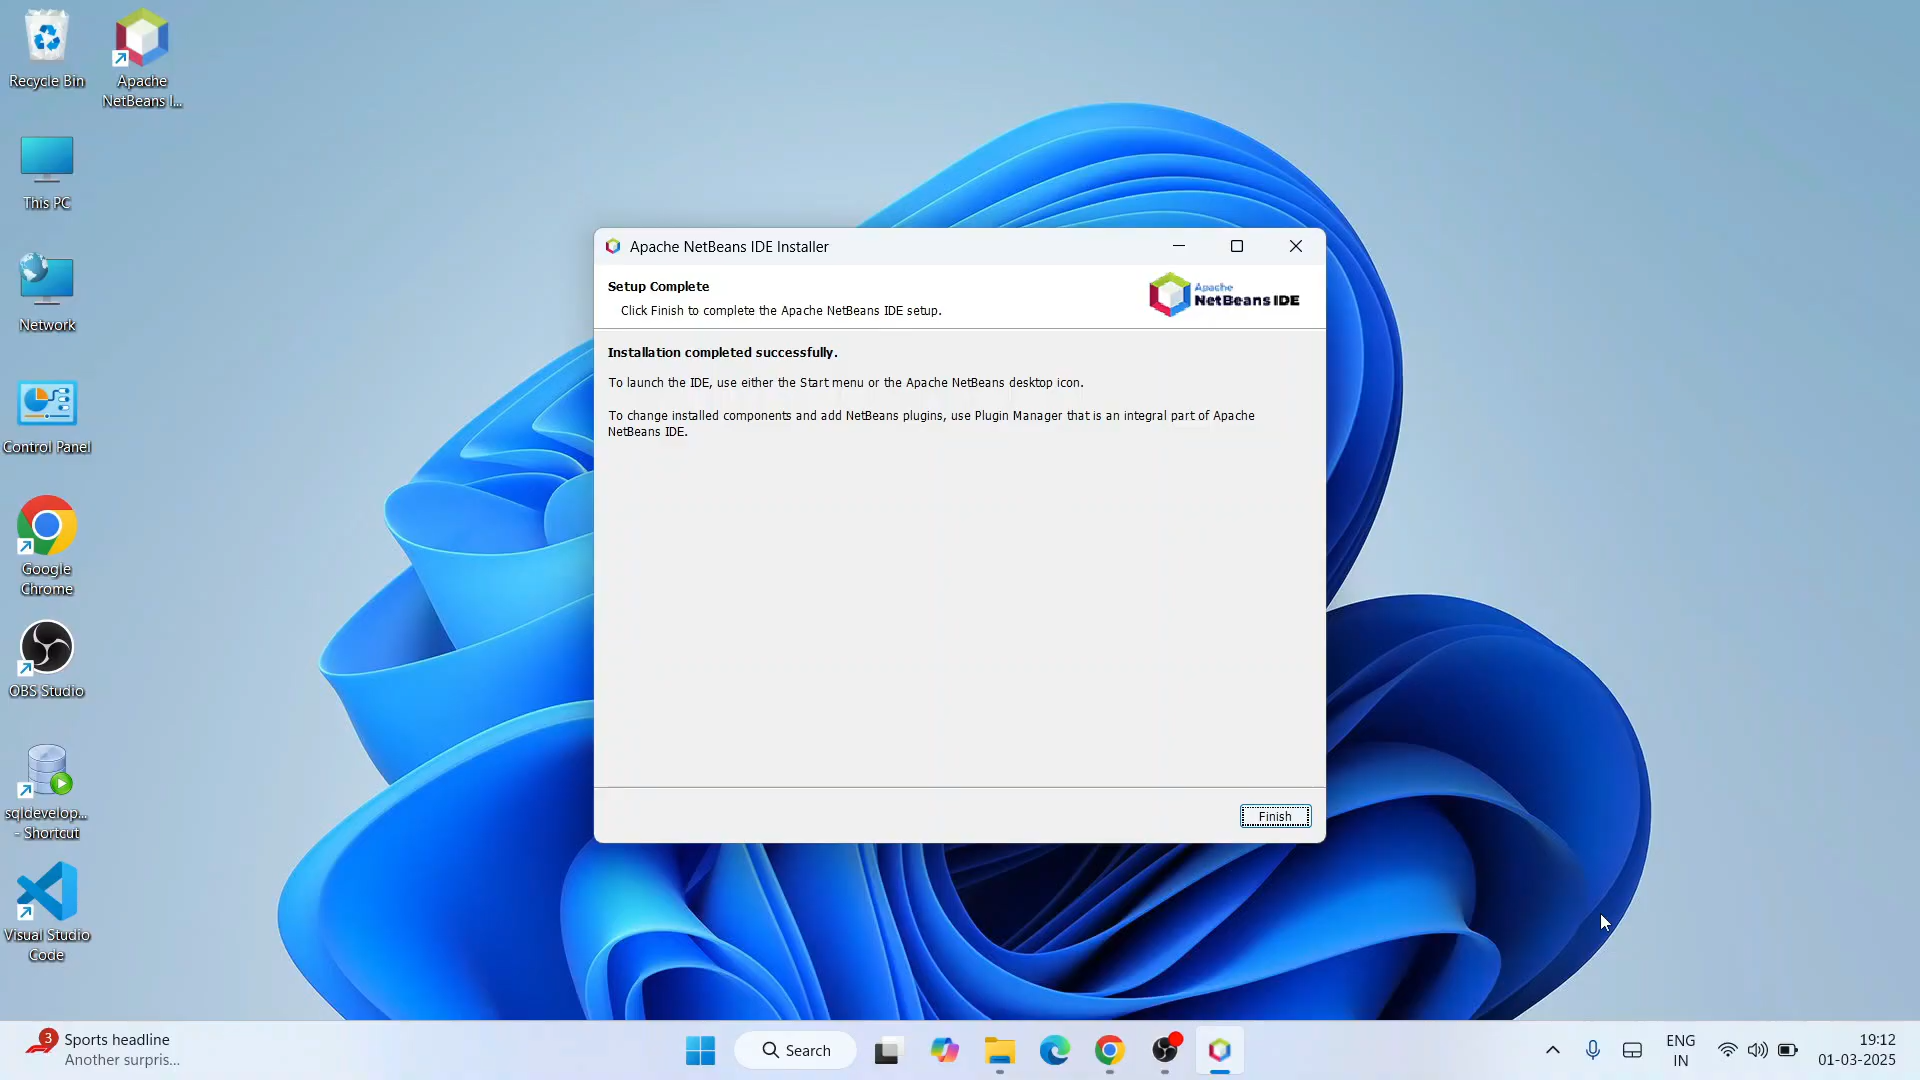 Recycle Bin
Apache
NetBeans I...
This PC
Network
Control Panel
Google
Chrome
OBS Studio
sqldevelop...
- Shortcut
Visual Studio
Code
Apache NetBeans IDE Installer
Setup Complete
Click Finish to complete the Apache NetBeans IDE setup.
Apache
NetBeans IDE
Installation completed successfully.
To launch the IDE, use either the Start menu or the Apache NetBeans desktop icon.
To change installed components and add NetBeans plugins, use Plugin Manager that is an integral part of Apache
NetBeans IDE.
Finish
3
Sports headline
Another surpris...
Search
ENG
IN
19:12
01-03-2025